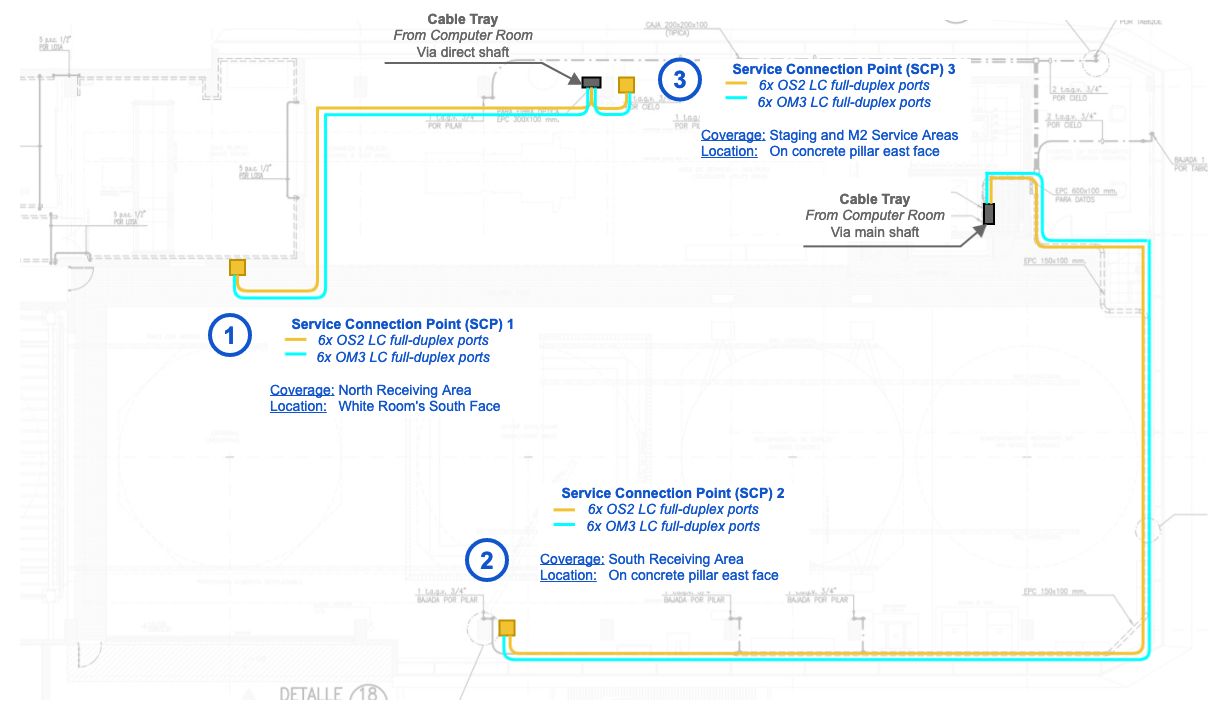 Cable Tray
From Computer Room
Via direct shaft
CAJA 200x200x100
(TIPICA)
POR TABIQUE
5 p.v.c. 1/2"
POR LOSA
3
Service Connection Point (SCP) 3
6x OS2 LC full-duplex ports
6x OM3 LC full-duplex ports
Coverage: Staging and M2 Service Areas
Location: On concrete pillar east face
2 t.a.g.v. 3/4"
POR CIELO
2 t.a.g.v. 3/4"
POR CIELO
POR CIELO
EPC 300X100 mm.
POR PILAR
BAJADA 1
POR TABIQ
5 p.v.c. 1/2"
POR LOSA
5 p.v.c. 1/2"
POR LOSA
Cable Tray
From Computer Room
Via main shaft
EPC 600x100 mm.
PARA DATOS
EPC 150x100 mm.
1
Service Connection Point (SCP) 1
6x OS2 LC full-duplex ports
6x OM3 LC full-duplex ports
Coverage: North Receiving Area
Location: White Room's South Face
Service Connection Point (SCP) 2
6x OS2 LC full-duplex ports
6x OM3 LC full-duplex ports
2
Coverage: South Receiving Area
Location: On concrete pillar east face
1 t.a.g.v. 3/4"
BAJADA POR PILAR
BAJADA POR PILAR
BAJADA POR PILAR
EPC 150x100 mm.
DETALLE 18